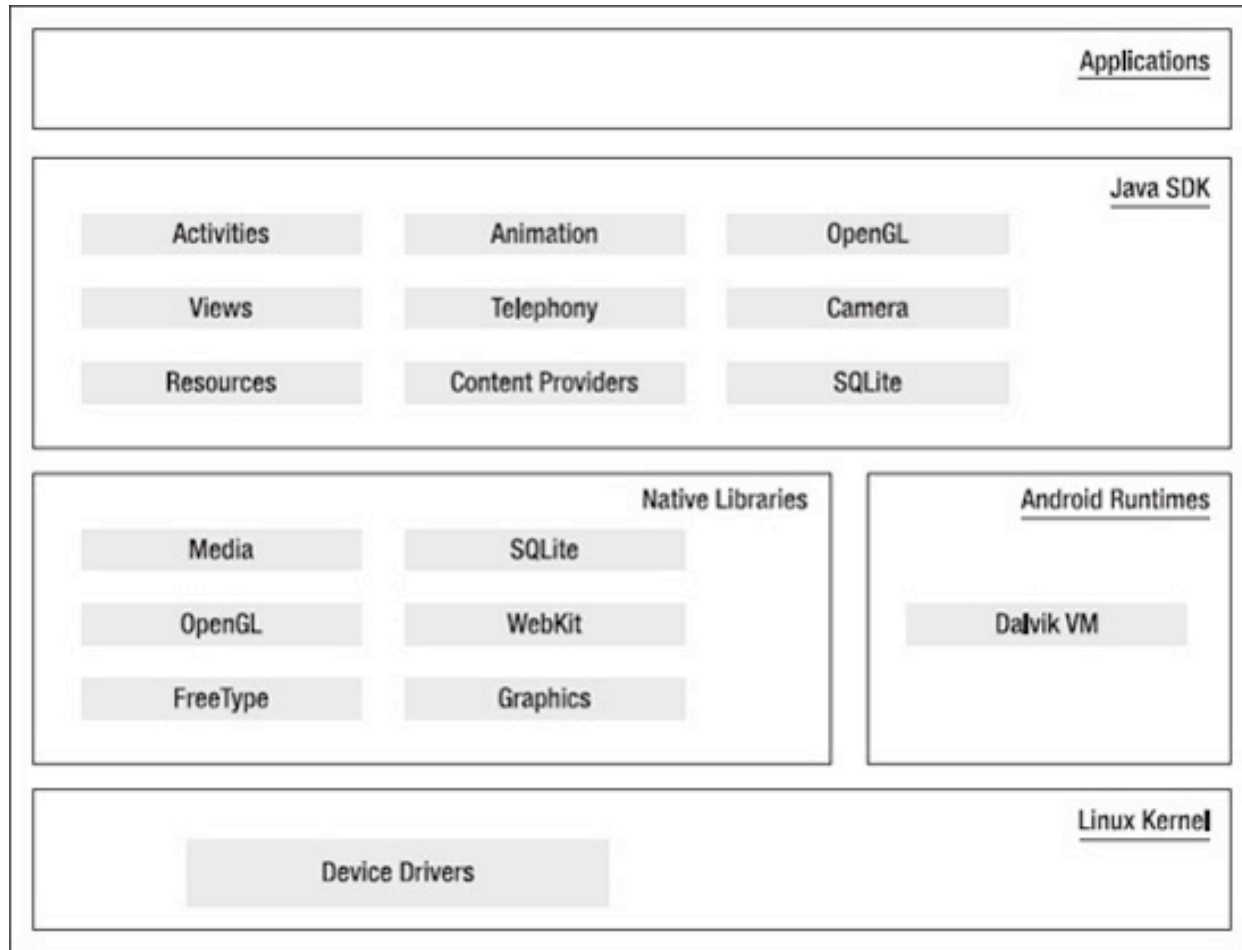 Applications
Java SDK
Activities
Animation
OpenGL
Views
Telephony
Camera
Resources
Content Providers
SQLite
Native Libraries
Media
SQLite
OpenGL
WebKit
FreeType
Graphics
Android Runtimes
Dalvik VM
Linux Kernel
Device Drivers